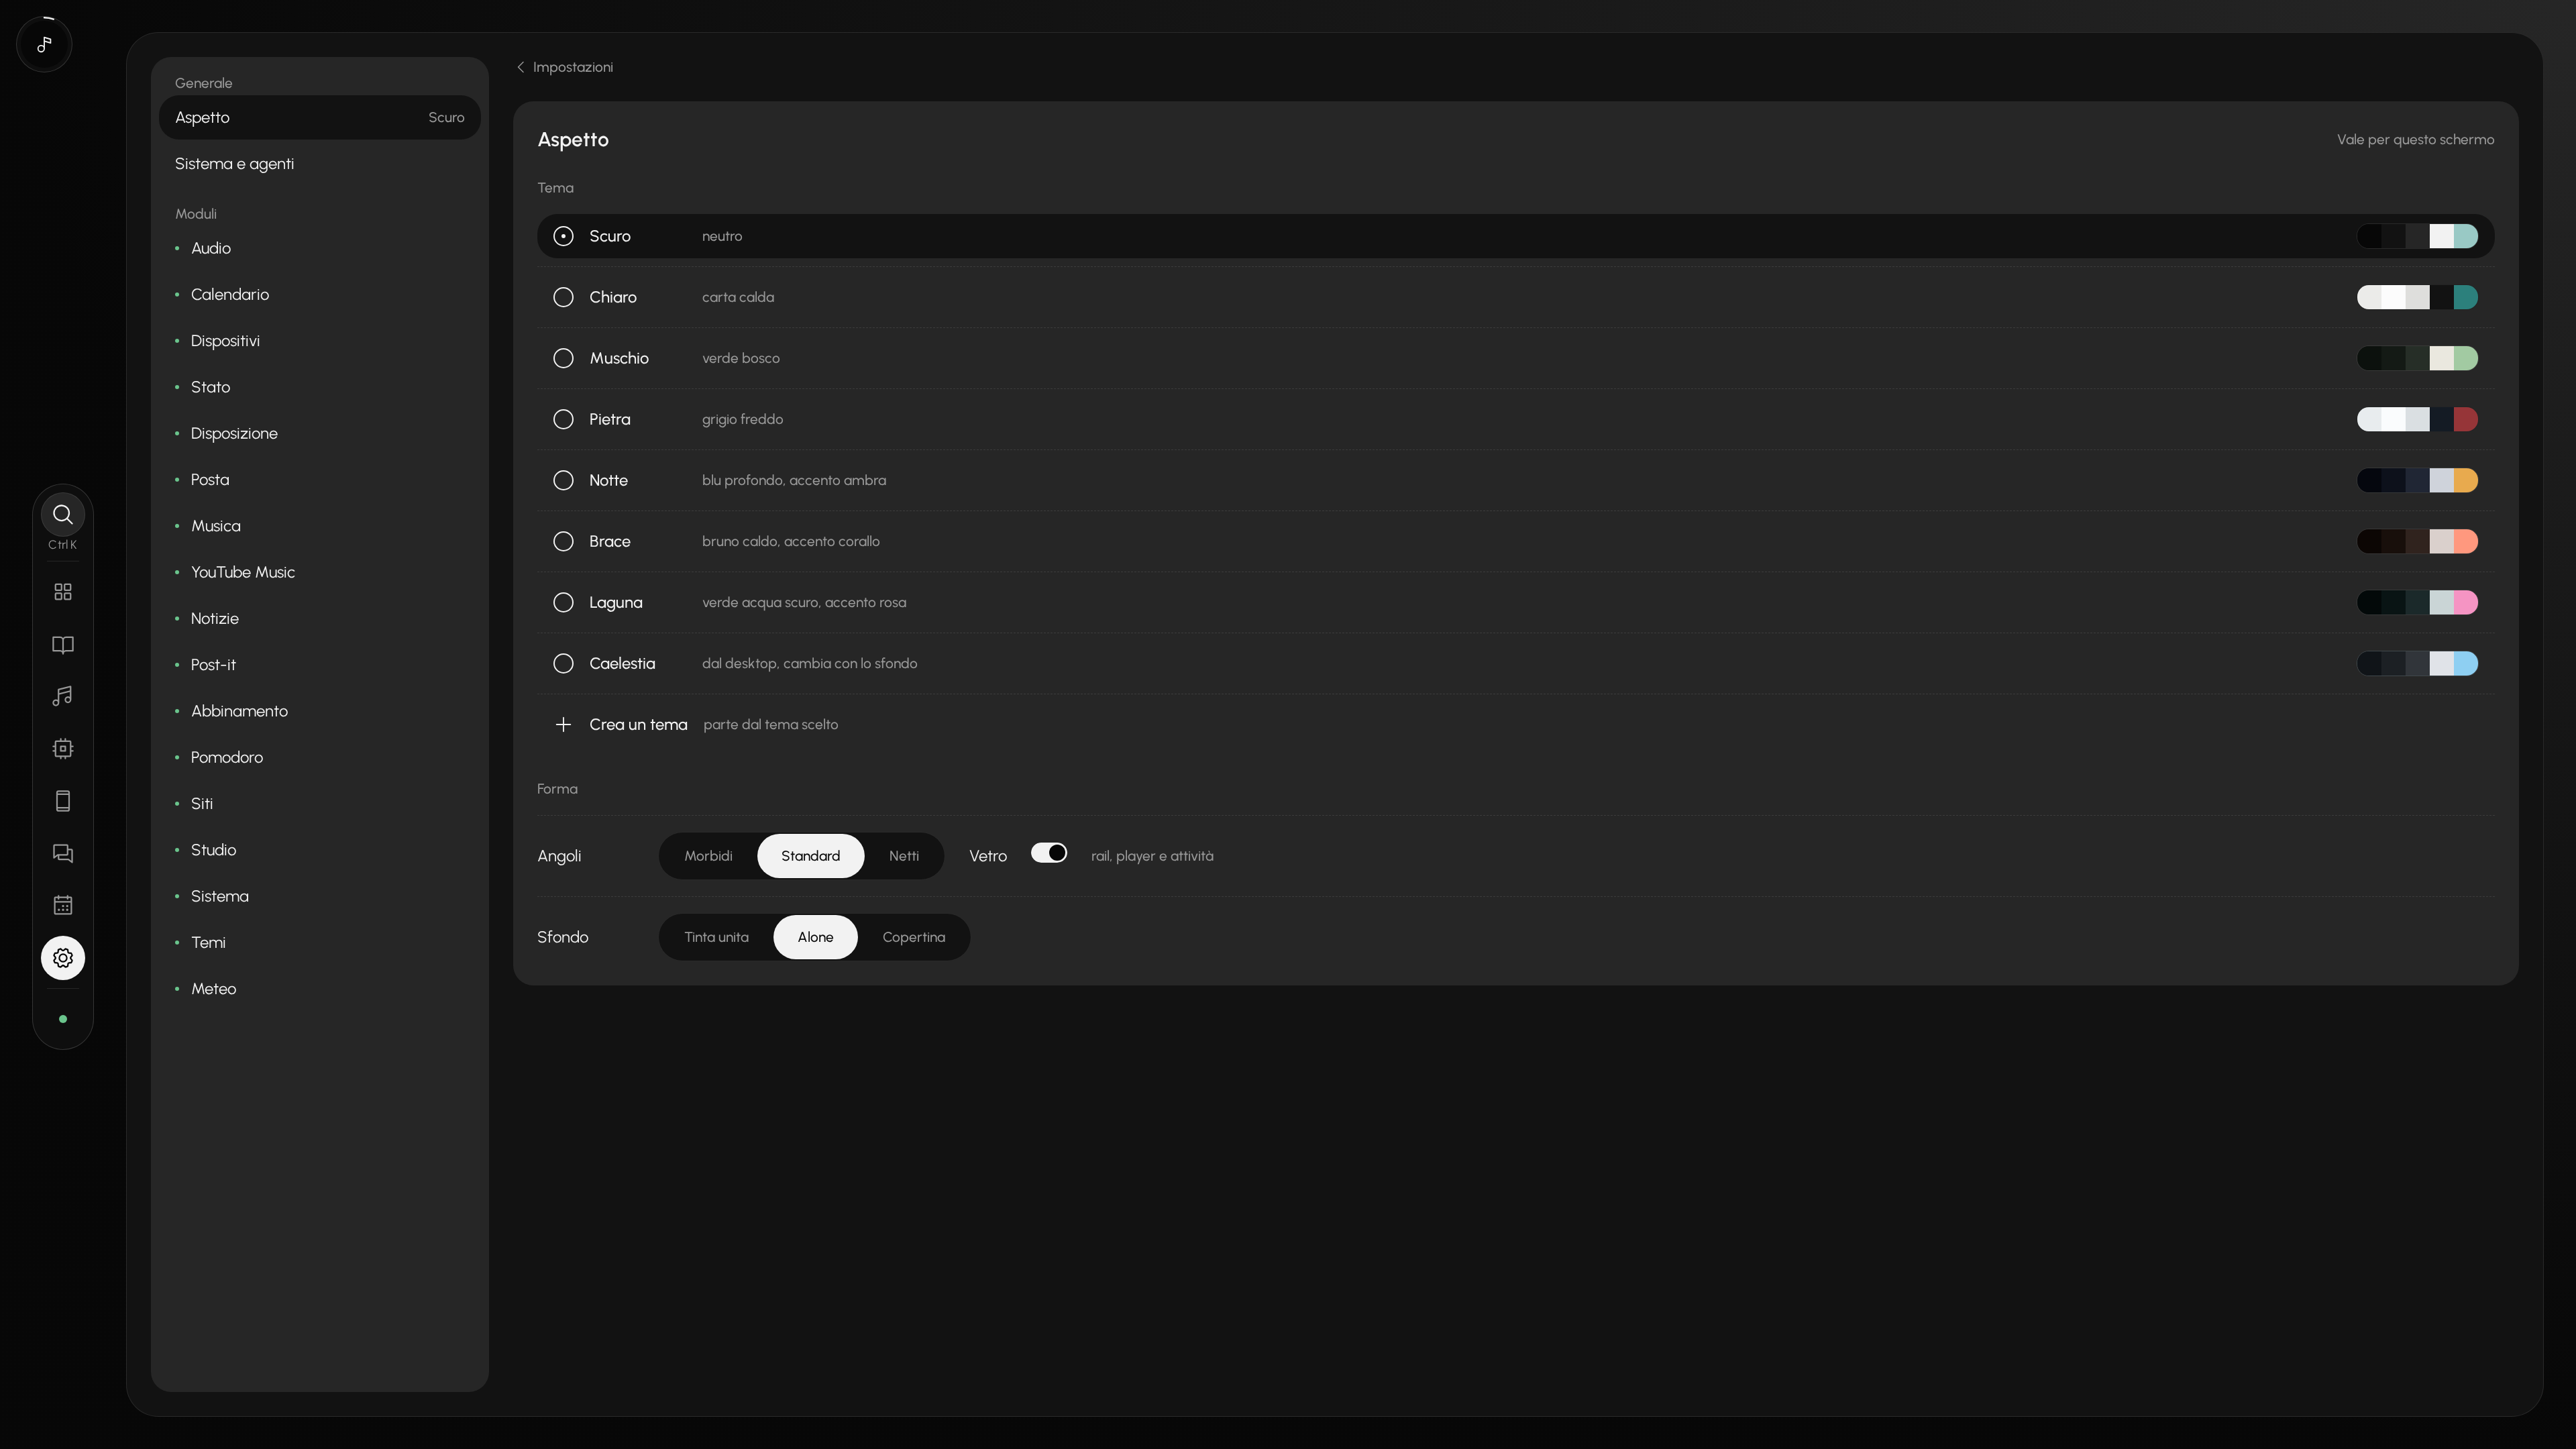 Generale
Aspetto Scuro
Sistema e agenti
Moduli
Audio
Calendario
Dispositivi
Stato
Disposizione
Posta
Musica
YouTube Music
Notizie
Post-it
Abbinamento
Pomodoro
Siti
Studio
Sistema
Temi
Meteo
Ctrl K
Impostazioni
Aspetto Vale per questo schermo
Tema
Scuro neutro
Chiaro carta calda
Muschio verde bosco
Pietra grigio freddo
Notte blu profondo, accento ambra
Brace bruno caldo, accento corallo
Laguna verde acqua scuro, accento rosa
Caelestia dal desktop, cambia con lo sfondo
Crea un tema parte dal tema scelto
Forma
Angoli Morbidi Standard Netti Vetro rail, player e attività
Sfondo Tinta unita Alone Copertina